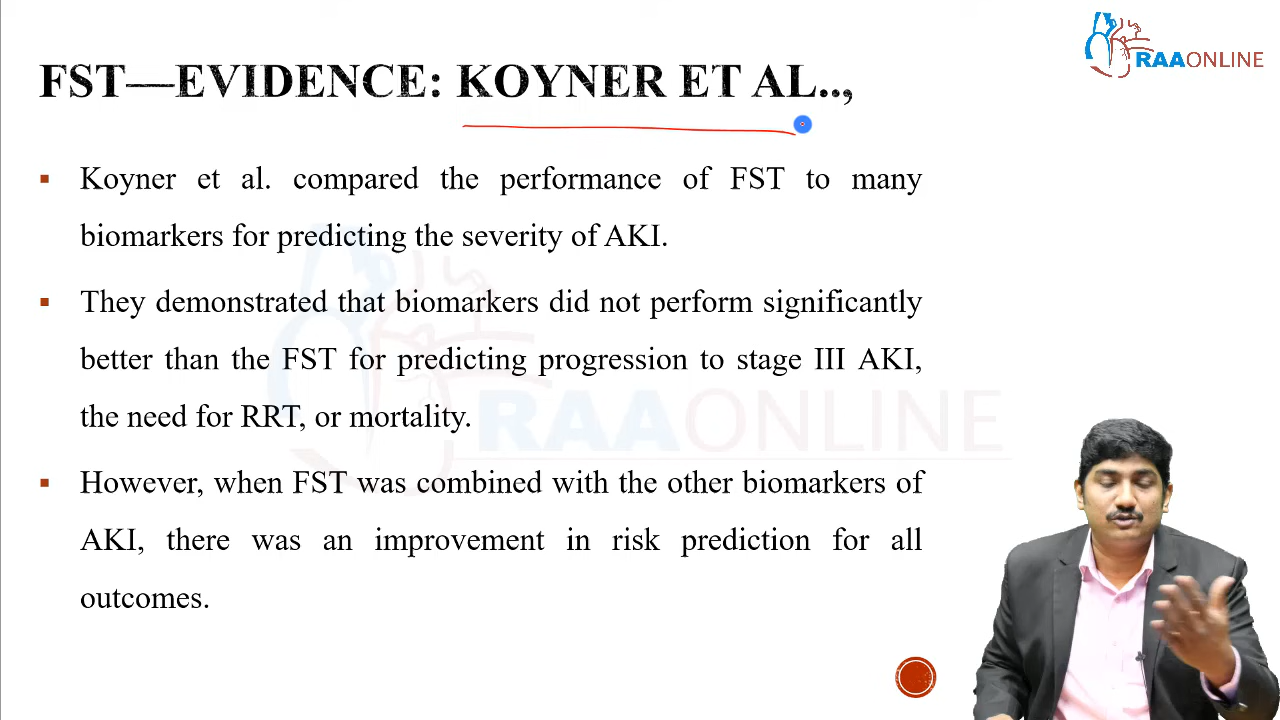 RAAONLINE
FST—EVIDENCE: KOYNER ET AL..,
▪ Koyner et al. compared the performance of FST to many
biomarkers for predicting the severity of AKI.
▪ They demonstrated that biomarkers did not perform significantly
better than the FST for predicting progression to stage III AKI,
the need for RRT, or mortality.
RAAONLINE
▪ However, when FST was combined with the other biomarkers of
AKI, there was an improvement in risk prediction for all
outcomes.